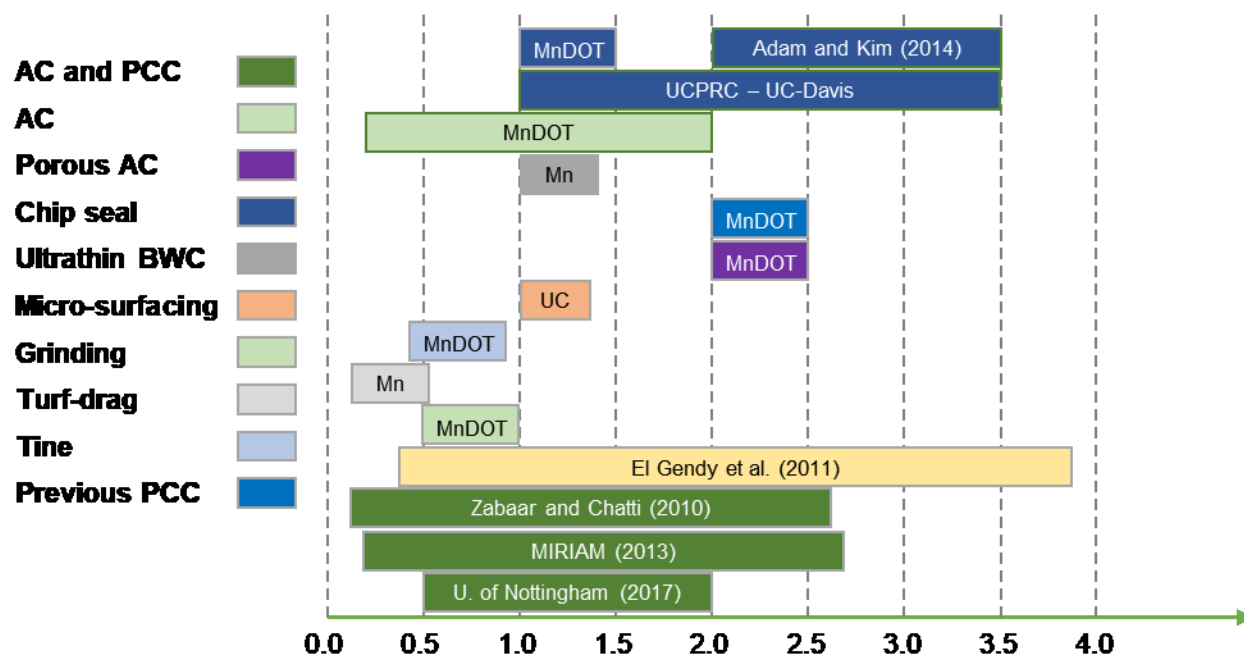 AC and PCC
AC
Porous AC
Chip seal
Ultrathin BWC
Micro-surfacing
Grinding
Turf-drag
Tine
Previous PCC
MnDOT
Adam and Kim (2014)
UCPRC – UC-Davis
MnDOT
Mn
MnDOT
MnDOT
UC
MnDOT
Mn
MnDOT
El Gendy et al. (2011)
Zabaar and Chatti (2010)
MIRIAM (2013)
U. of Nottingham (2017)
0.0 0.5 1.0 1.5 2.0 2.5 3.0 3.5 4.0